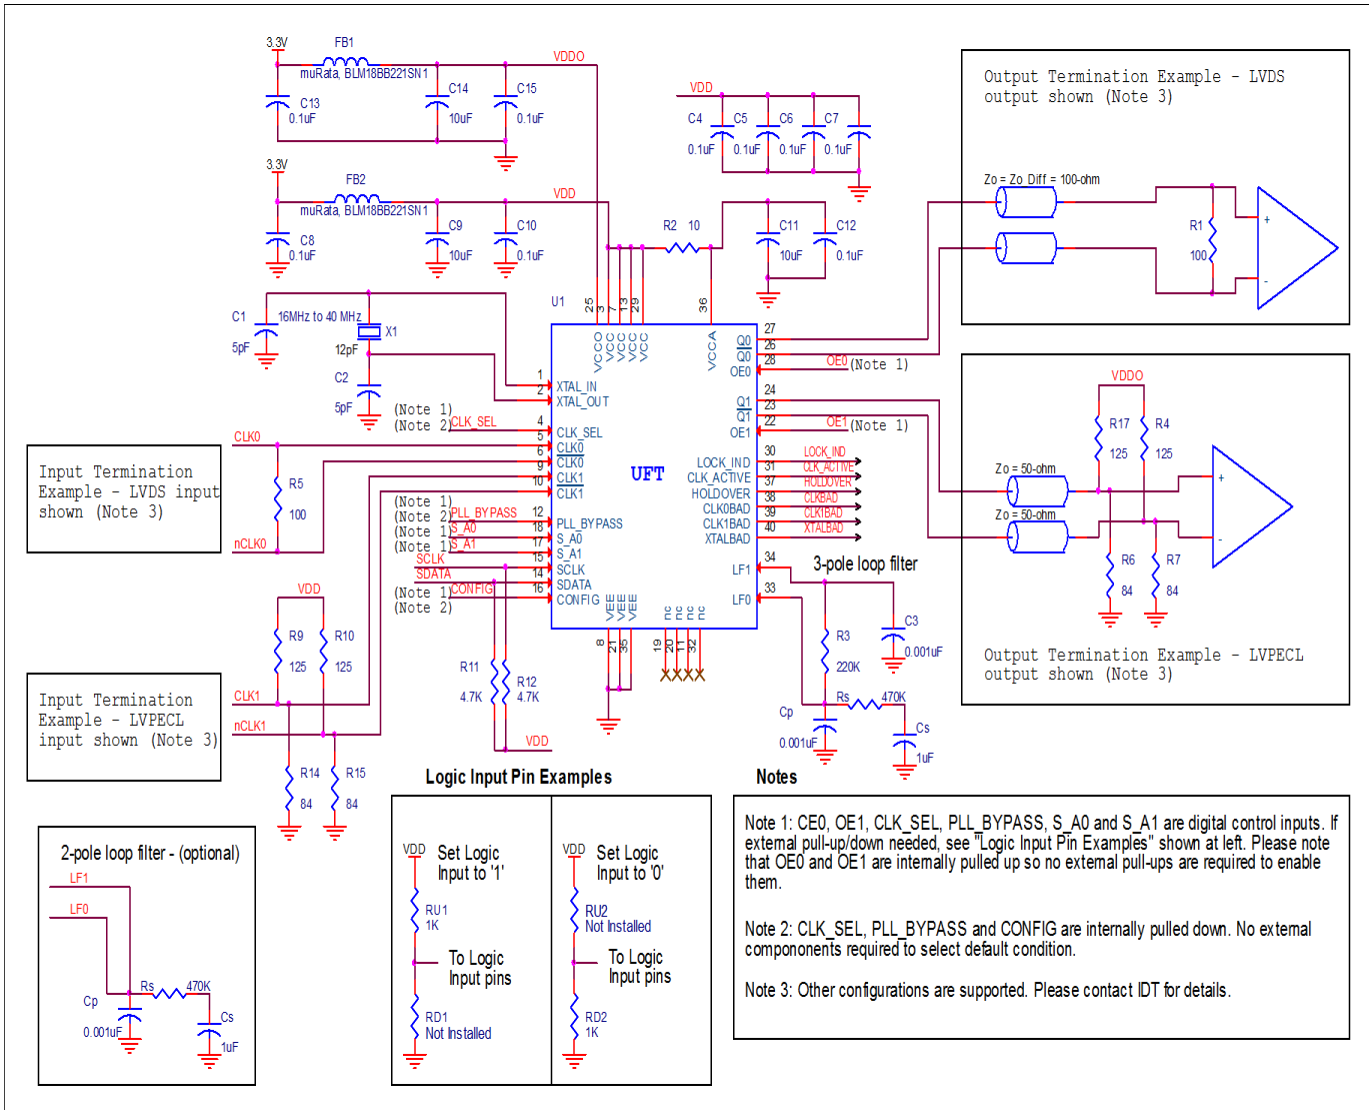 3.3V
FB1
muRata, BLM18BB221SN1
VDDO
C13
0.1uF
C14
10uF
C15
0.1uF
3.3V
FB2
muRata, BLM18BB221SN1
VDD
C8
0.1uF
C9
10uF
C10
0.1uF
VDD
C4
0.1uF
C5
0.1uF
C6
0.1uF
C7
0.1uF
R2 10
C11
10uF
C12
0.1uF
Output Termination Example - LVDS
output shown (Note 3)
Zo = Zo_Diff = 100-ohm
R1
100
+
-
C1
5pF
16MHz to 40 MHz
X1
12pF
C2
5pF
U1
25
3
7
13
29
36
VCCO
VCC
VCC
VCC
VCC
VCCA
UFT
1
XTAL_IN
2
XTAL_OUT
(Note 1)
(Note 2)
CLK_SEL
4
CLK_SEL
5
CLK0
6
CLK0
9
CLK1
10
CLK1
(Note 1)
(Note 2)
PLL_BYPASS
12
PLL_BYPASS
(Note 1)
S_A0
18
S_A0
(Note 1)
S_A1
17
S_A1
SCLK
15
SCLK
SDATA
14
SDATA
(Note 1)
(Note 2)
CONFIG
16
CONFIG
27
Q0
26
Q0
28
OE0
OE0 (Note 1)
24
Q1
23
Q1
22
OE1
OE1 (Note 1)
30
LOCK_IND
LOCK_IND
31
CLK_ACTIVE
CLK_ACTIVE
37
HOLDOVER
HOLDOVER
38
CLK0BAD
CLKBAD
39
CLK1BAD
CLK1BAD
40
XTALBAD
XTALBAD
34
LF1
33
LF0
VEE
VEE
VEE
8
21
35
nc
nc
nc
nc
19
20
11
32
CLK0
nCLK0
R5
100
Input Termination
Example - LVDS input
shown (Note 3)
VDD
R9
125
R10
125
CLK1
nCLK1
R14
84
R15
84
Input Termination
Example - LVPECL
input shown (Note 3)
R11
4.7K
R12
4.7K
VDD
3-pole loop filter
R3
220K
C3
0.001uF
Rs 470K
Cp
0.001uF
Cs
1uF
VDDO
R17
125
R4
125
Zo = 50-ohm
Zo = 50-ohm
R6
84
R7
84
+
-
Output Termination Example - LVPECL
output shown (Note 3)
2-pole loop filter - (optional)
LF1
LF0
Rs 470K
Cp
0.001uF
Cs
1uF
Logic Input Pin Examples
VDD
Set Logic
Input to '1'
RU1
1K
To Logic
Input pins
RD1
Not Installed
VDD
Set Logic
Input to '0'
RU2
Not Installed
To Logic
Input pins
RD2
1K
Notes
Note 1: CE0, OE1, CLK_SEL, PLL_BYPASS, S_A0 and S_A1 are digital control inputs. If
external pull-up/down needed, see "Logic Input Pin Examples" shown at left. Please note
that OE0 and OE1 are internally pulled up so no external pull-ups are required to enable
them.
Note 2: CLK_SEL, PLL_BYPASS and CONFIG are internally pulled down. No external
compononents required to select default condition.
Note 3: Other configurations are supported. Please contact IDT for details.